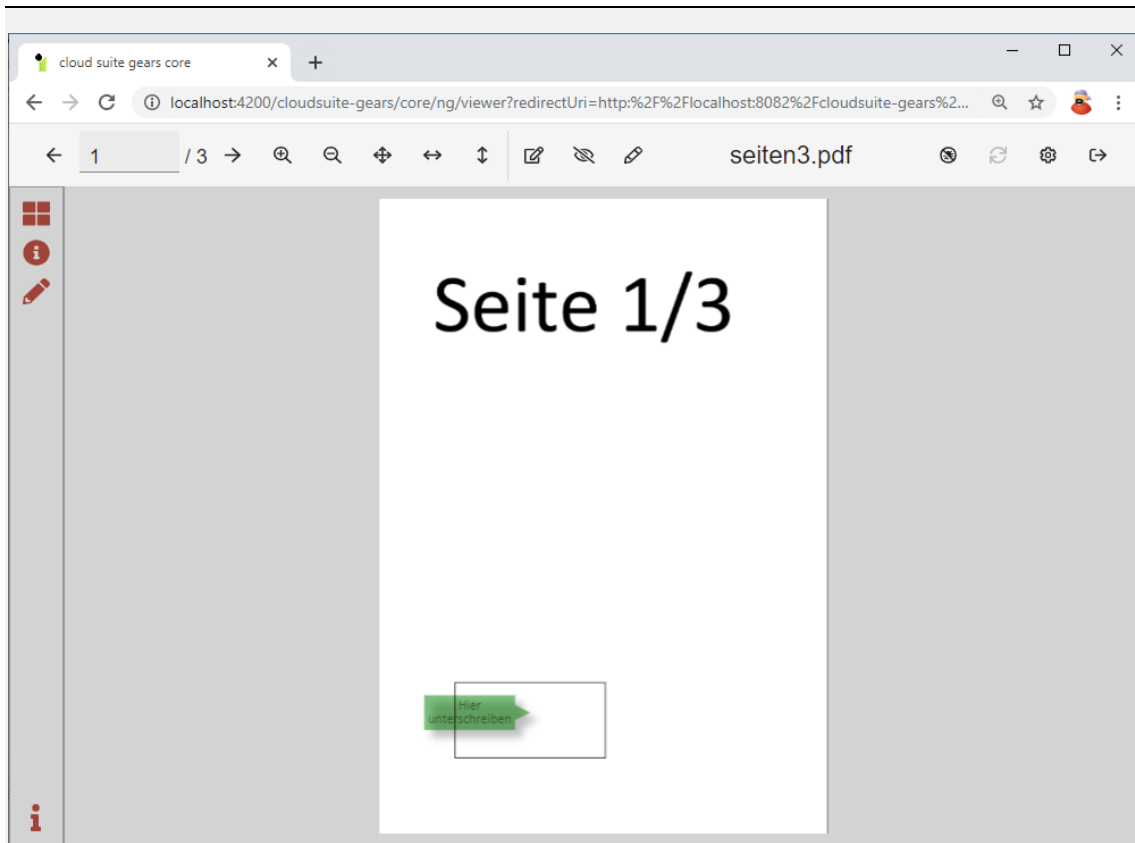 cloud suite gears core
localhost:4200/cloudsuite-gears/core/ng/viewer?redirectUri=http:%2F%2Flocalhost:8082%2Fcloudsuite-gears%2...
1 / 3 seiten3.pdf
Seite 1/3
Hier
unterschreiben